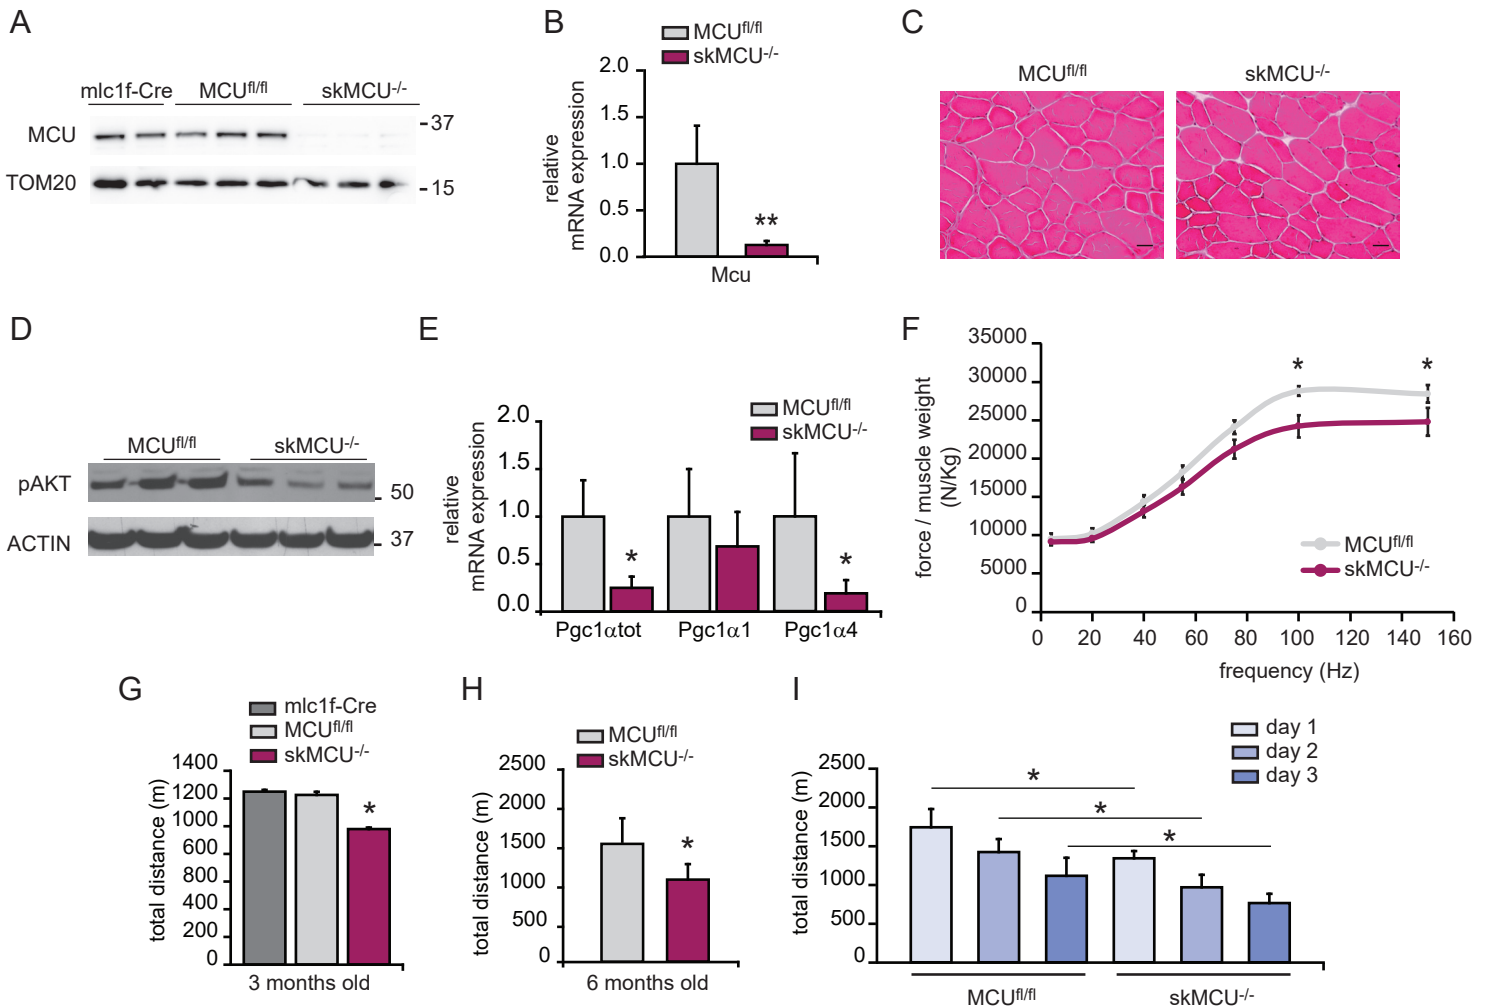 A
mlc1f-Cre MCUfl/fl skMCU-/-
MCU
-37
TOM20
-15
B
MCUfl/fl
skMCU-/-
relative
mRNA expression
2.0
1.5
1.0
0.5
0.0
**
Mcu
C
MCUfl/fl
skMCU-/-
D
MCUfl/fl
skMCU-/-
pAKT
50
ACTIN
37
E
MCUfl/fl
skMCU-/-
relative
mRNA expression
2.0
1.5
1.0
0.5
0.0
*
*
Pgc1αtot Pgc1α1 Pgc1α4
F
force / muscle weight
(N/Kg)
35000
30000
25000
20000
15000
10000
5000
0
*
*
MCUfl/fl
skMCU-/-
0 20 40 60 80 100 120 140 160
frequency (Hz)
G
mlc1f-Cre
MCUfl/fl
skMCU-/-
total distance (m)
1400
1200
1000
600
800
400
200
0
*
3 months old
H
MCUfl/fl
skMCU-/-
total distance (m)
2500
2000
1500
1000
500
0
*
6 months old
I
day 1
day 2
day 3
total distance (m)
2500
2000
1500
1000
500
0
*
*
*
MCUfl/fl
skMCU-/-